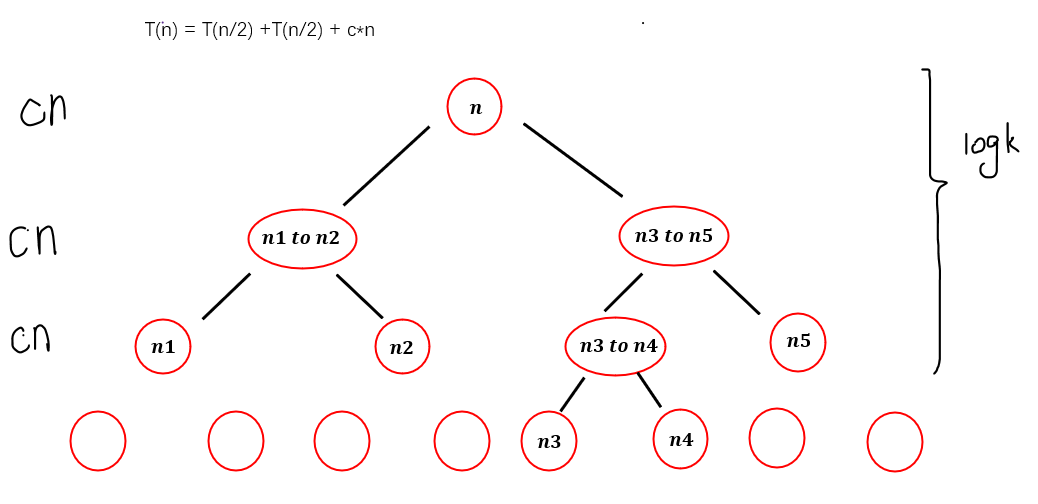 T(n) = T(n/2) +T(n/2) + c*n
cn
n
logk
cn
n1 to n2
n3 to n5
cn
n1
n2
n3 to n4
n5
n3
n4